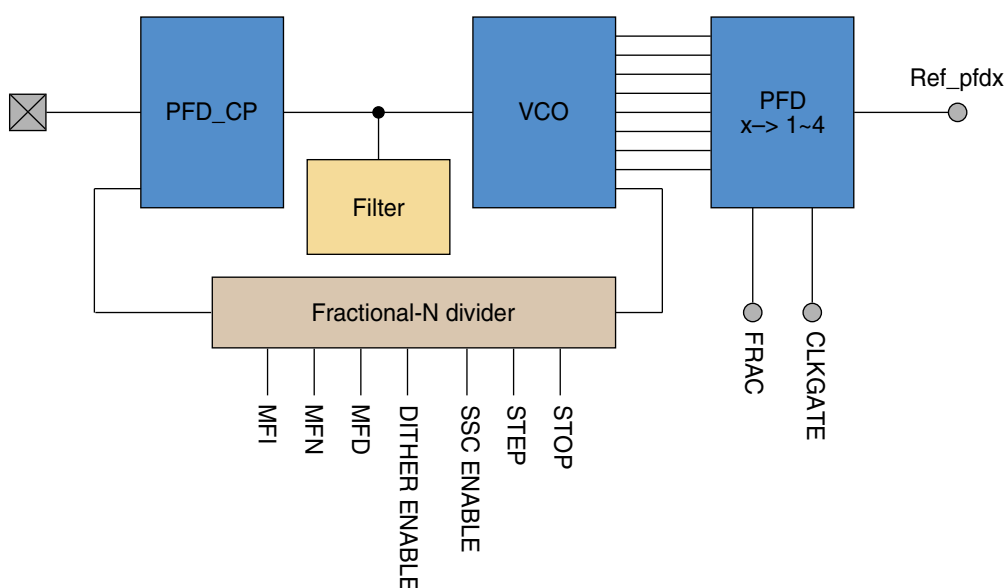 PFD_CP
VCO
PFD
x–> 1~4
Ref_pfdx
Filter
Fractional-N divider
MFI
MFN
MFD
DITHER ENABLE
SSC ENABLE
STEP
STOP
FRAC
CLKGATE